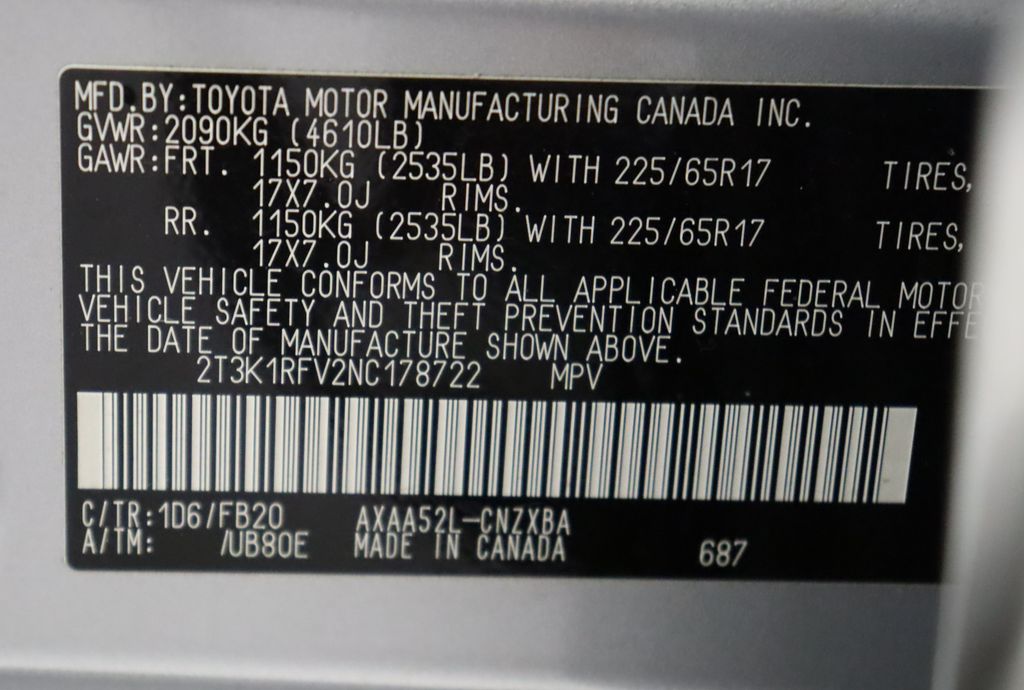 MFD.BY:TOYOTA MOTOR MANUFACTURING CANADA INC.
GVWR:2090KG (4610LB)
GAWR:FRT. 1150KG (2535LB) WITH 225/65R17 TIRES,
17X7.0J RIMS.
RR. 1150KG (2535LB) WITH 225/65R17 TIRES,
17X7.0J RIMS.
THIS VEHICLE CONFORMS TO ALL APPLICABLE FEDERAL MOTOR
VEHICLE SAFETY AND THEFT PREVENTION STANDARDS IN EFFE
THE DATE OF MANUFACTURE SHOWN ABOVE.
2T3K1RFV2NC178722 MPV
C/TR:1D6/FB20 AXAA52L-CNZXBA
A/TM: /UB80E MADE IN CANADA 687